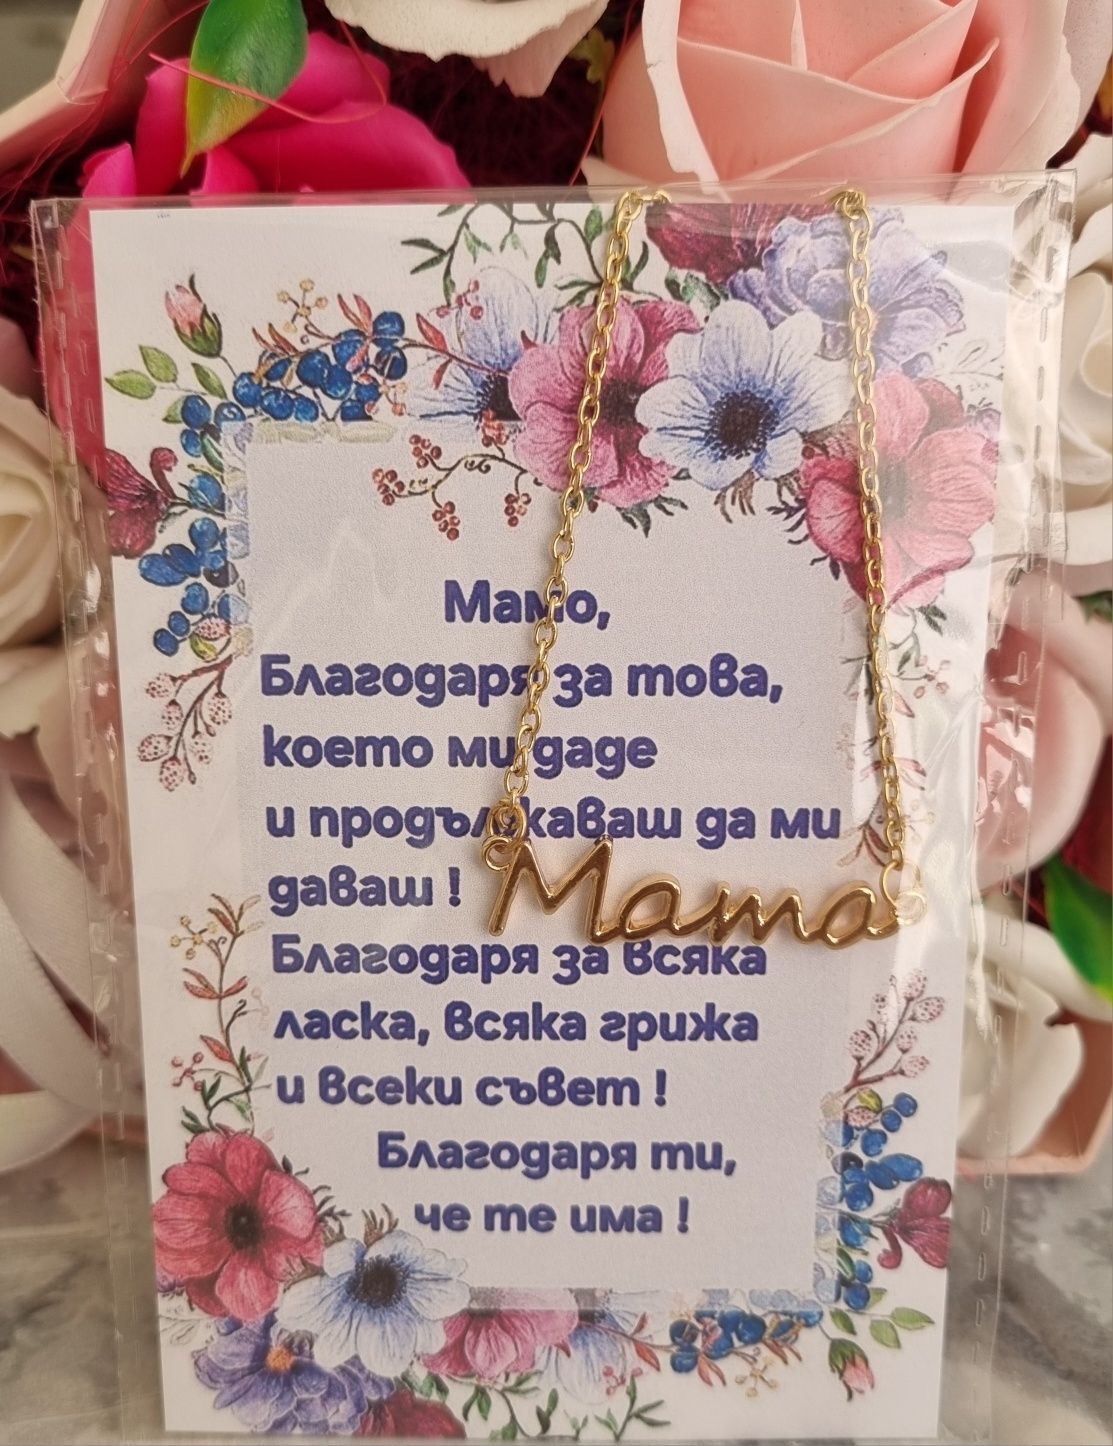 Мамо,
Благодаря за това,
което ми даде
и продължаваш да ми
даваш !
Mama
Благодаря за всяка
ласка, всяка грижа
и всеки съвет !
Благодаря ти,
че те има !